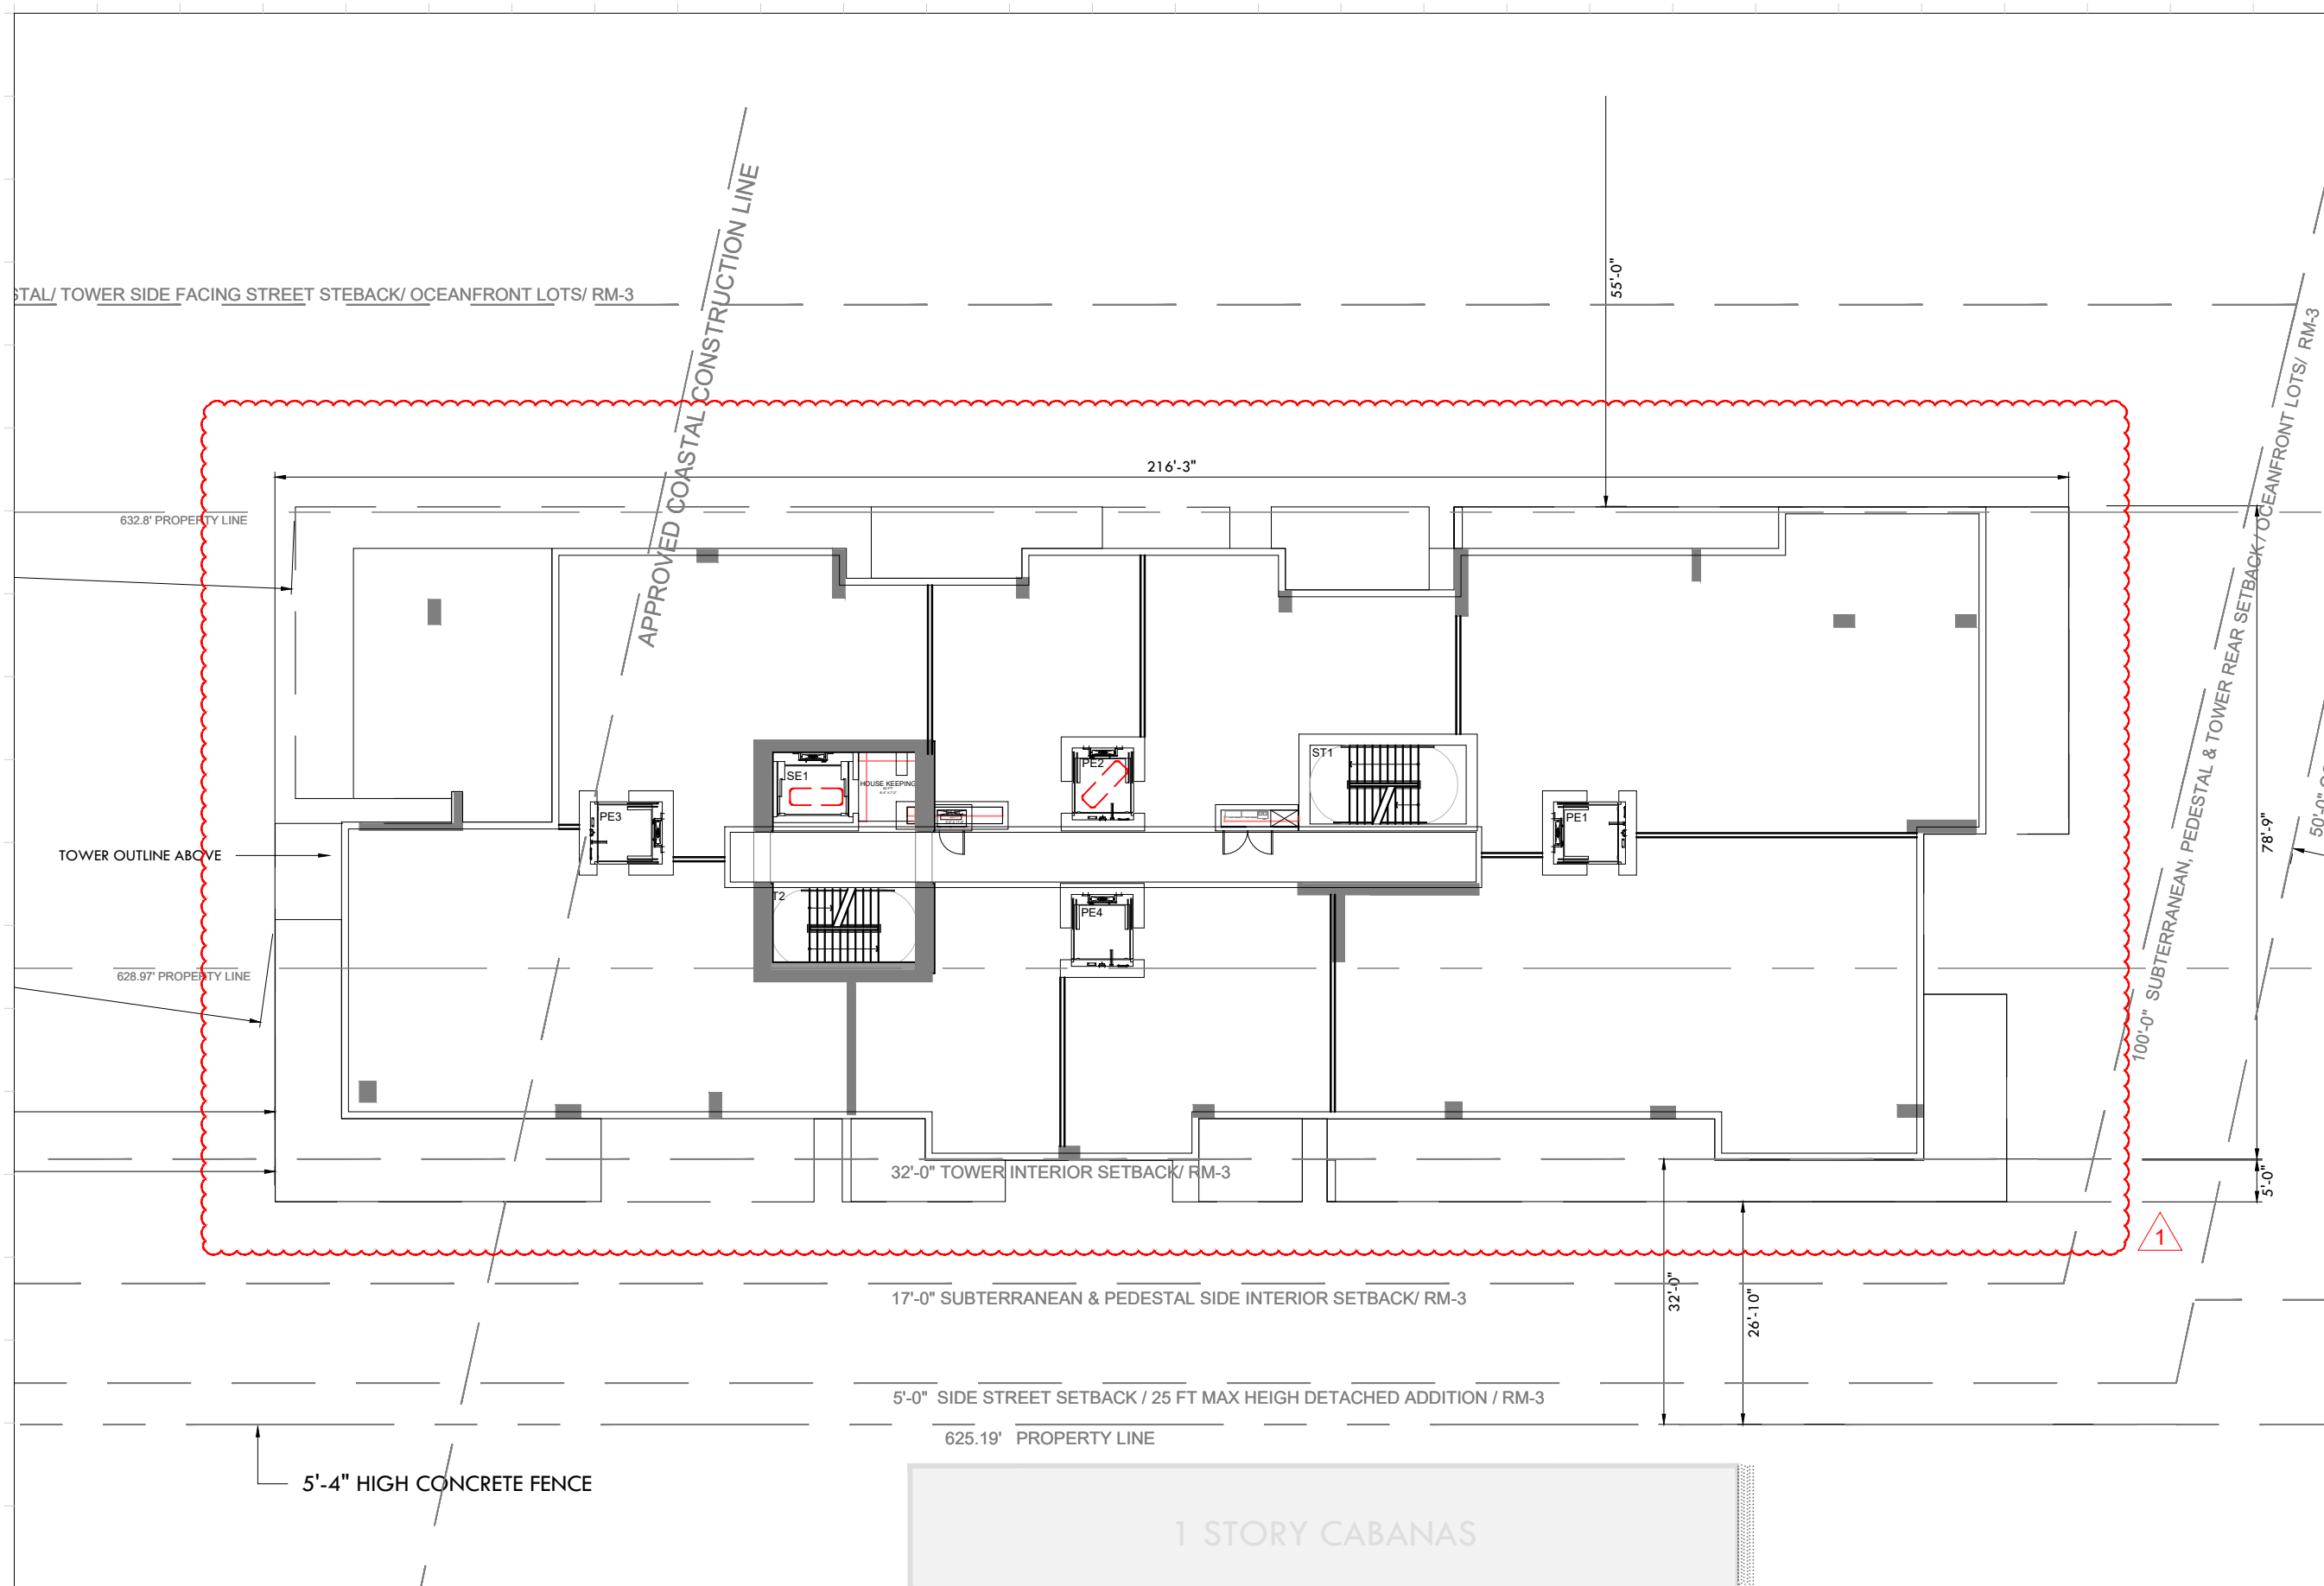 APPROVED COASTAL CONSTRUCTION LINE
55'-0"
TAL/ TOWER SIDE FACING STREET STEBACK/ OCEANFRONT LOTS/ RM-3
216'-3"
632.8' PROPERTY LINE
100'-0" SUBTERRANEAN, PEDESTAL & TOWER REAR SETBACK / OCEANFRONT LOTS/ RM-3
50'-0"
ST1
PE2
SE1
HOUSE KEEPING
PE3
PE1
78'-9"
TOWER OUTLINE ABOVE
T2
PE4
628.97' PROPERTY LINE
32'-0" TOWER INTERIOR SETBACK/ RM-3
5'-0"
1
17'-0" SUBTERRANEAN & PEDESTAL SIDE INTERIOR SETBACK/ RM-3
32'-0"
26'-10"
5'-0" SIDE STREET SETBACK / 25 FT MAX HEIGH DETACHED ADDITION / RM-3
625.19' PROPERTY LINE
5'-4" HIGH CONCRETE FENCE
1 STORY CABANAS